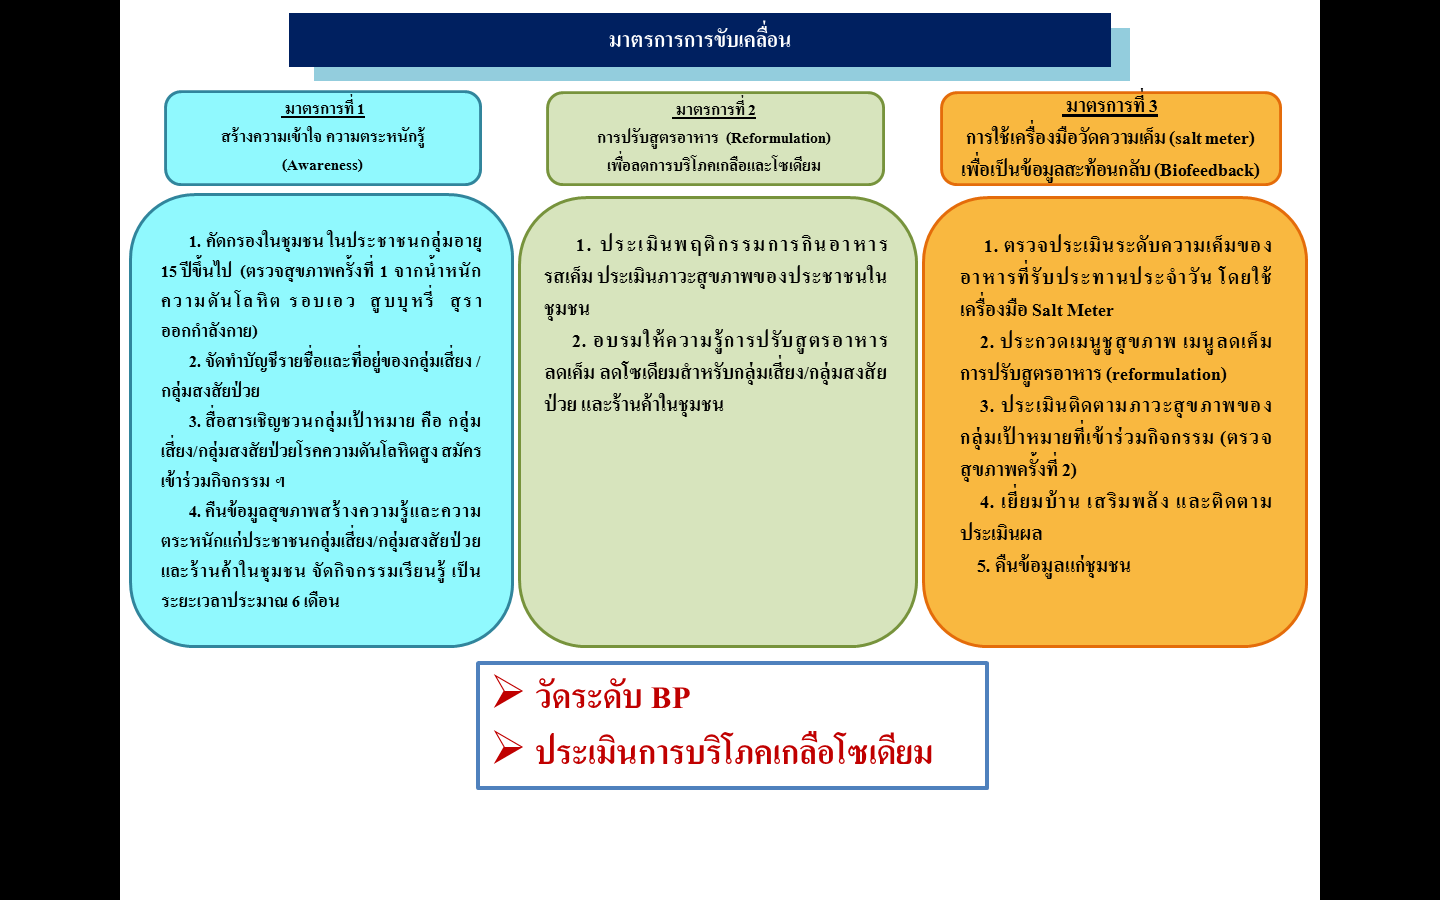 มาตรการการขับเคลื่อน
มาตรการที่ 1
สร้างความเข้าใจ ความตระหนักรู้
(Awareness)
1. คัดกรองในชุมชน ในประชาชนกลุ่มอายุ
15 ปีขึ้นไป (ตรวจสุขภาพครั้งที่ 1 จากน้ำหนัก
ความดันโลหิต รอบเอว สูบบุหรี่ สุรา
ออกกำลังกาย)
2. จัดทำบัญชีรายชื่อและที่อยู่ของกลุ่มเสี่ยง /
กลุ่มสงสัยป่วย
3. สื่อสารเชิญชวนกลุ่มเป้าหมาย คือ กลุ่ม
เสี่ยง/กลุ่มสงสัยป่วยโรคความดันโลหิตสูง สมัคร
เข้าร่วมกิจกรรม ฯ
4. คืนข้อมูลสุขภาพสร้างความรู้และความ
ตระหนักแก่ประชาชนกลุ่มเสี่ยง/กลุ่มสงสัยป่วย
และร้านค้าในชุมชน จัดกิจกรรมเรียนรู้ เป็น
ระยะเวลาประมาณ 6 เดือน
มาตรการที่ 2
การปรับสูตรอาหาร (Reformulation)
เพื่อลดการบริโภคเกลือและโซเดียม
1. ประเมินพฤติกรรมการกินอาหาร
รสเค็ม ประเมินภาวะสุขภาพของประชาชนใน
ชุมชน
2. อบรมให้ความรู้การปรับสูตรอาหาร
ลดเค็ม ลดโซเดียมสำหรับกลุ่มเสี่ยง/กลุ่มสงสัย
ป่วย และร้านค้าในชุมชน
มาตรการที่ 3
การใช้เครื่องมือวัดความเค็ม (salt meter)
เพื่อเป็นข้อมูลสะท้อนกลับ (Biofeedback)
1. ตรวจประเมินระดับความเค็มของ
อาหารที่รับประทานประจำวัน โดยใช้
เครื่องมือ Salt Meter
2. ประกวดเมนูชูสุขภาพ เมนูลดเค็ม
การปรับสูตรอาหาร (reformulation)
3. ประเมินติดตามภาวะสุขภาพของ
กลุ่มเป้าหมายที่เข้าร่วมกิจกรรม (ตรวจ
สุขภาพครั้งที่ 2)
4. เยี่ยมบ้าน เสริมพลัง และติดตาม
ประเมินผล
5. คืนข้อมูลแก่ชุมชน
วัดระดับ BP
ประเมินการบริโภคเกลือโซเดียม